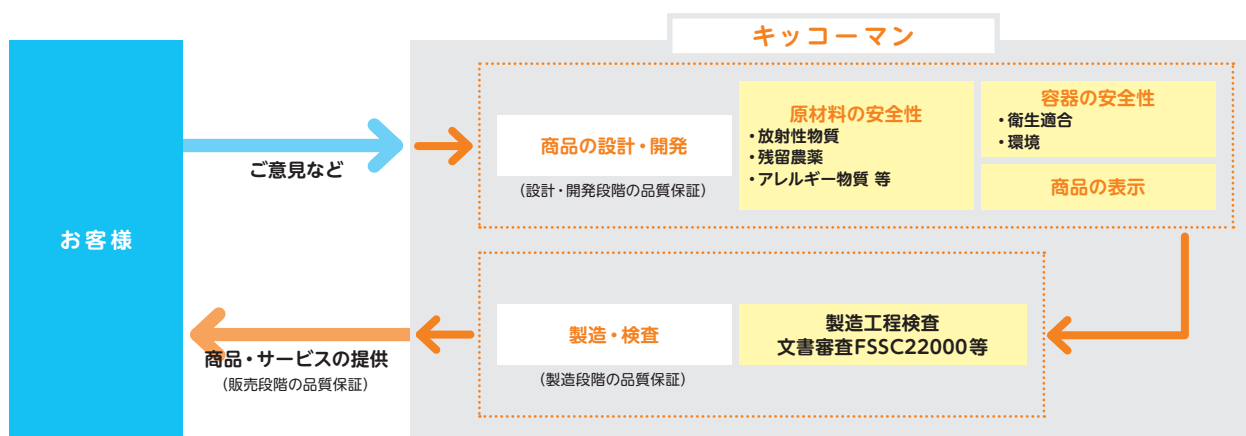 キッコーマン
お客様
ご意見など
商品の設計・開発
（設計・開発段階の品質保証）
原材料の安全性
・放射性物質
・残留農薬
・アレルギー物質 等
容器の安全性
・衛生適合
・環境
商品の表示
製造・検査
（製造段階の品質保証）
製造工程検査
文書審査FSSC22000等
商品・サービスの提供
（販売段階の品質保証）